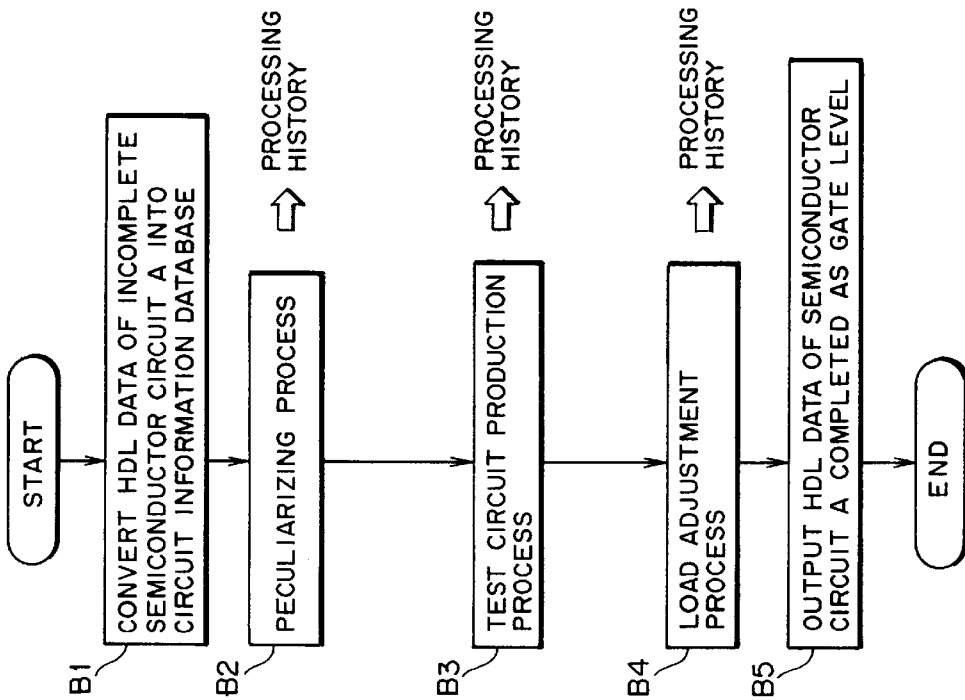 START
B1
CONVERT HDL DATA OF INCOMPLETE
SEMICONDUCTOR CIRCUIT A INTO
CIRCUIT INFORMATION DATABASE
B2
PECULIARIZING PROCESS
PROCESSING
HISTORY
B3
TEST CIRCUIT PRODUCTION
PROCESS
PROCESSING
HISTORY
B4
LOAD ADJUSTMENT
PROCESS
PROCESSING
HISTORY
B5
OUTPUT HDL DATA OF SEMICONDUCTOR
CIRCUIT A COMPLETED AS GATE LEVEL
END